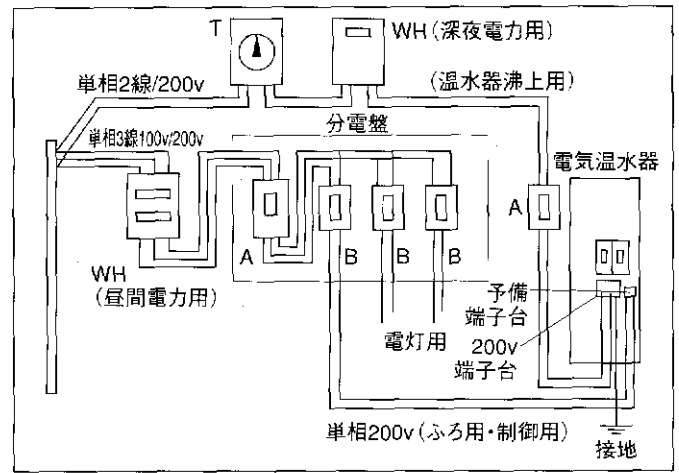 T
WH(深夜電力用)
単相2線/200v
(温水器沸上用)
分電盤
単相3線100v/200v
電気温水器
A
A
B
B
B
WH
(昼間電力用)
予備
端子台
電灯用
200v
端子台
単相200v(ふろ用・制御用)
接地